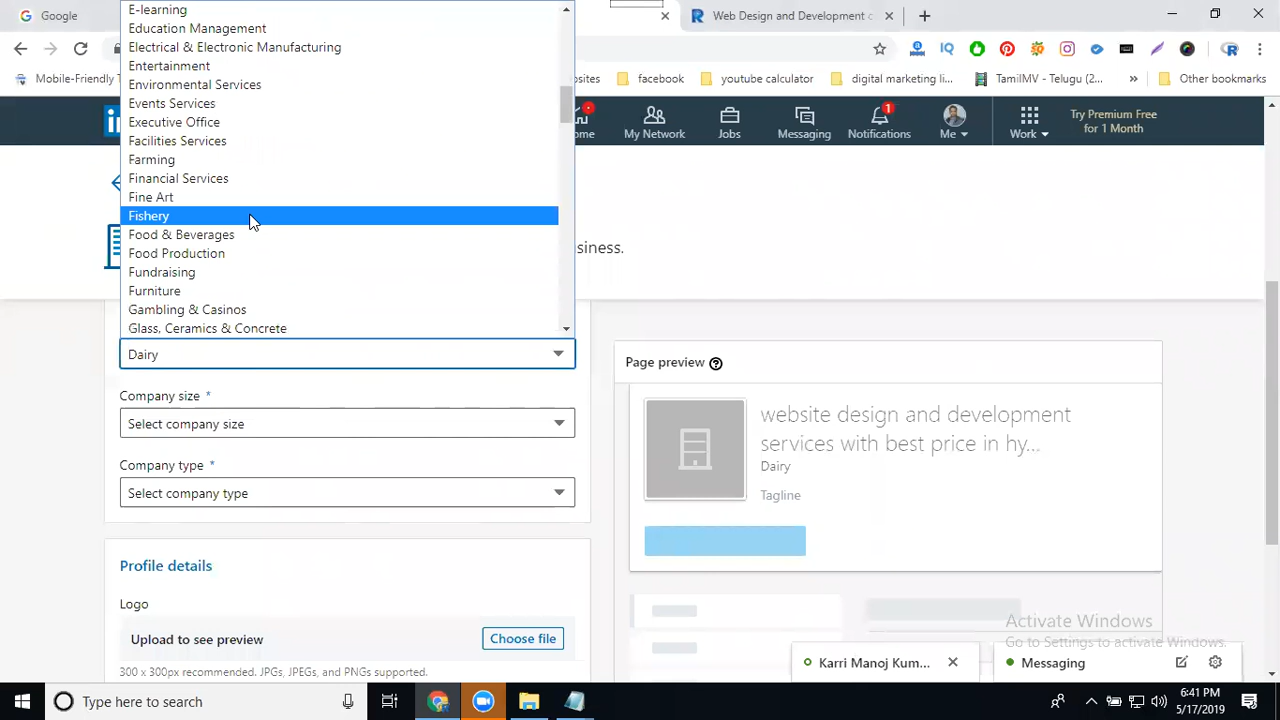 Google
Web Design and Development c
E-learning
Education Management
Electrical & Electronic Manufacturing
Entertainment
Environmental Services
Events Services
Executive Office
Facilities Services
Farming
Financial Services
Fine Art
Fishery
Food & Beverages
Food Production
Fundraising
Furniture
Gambling & Casinos
Glass, Ceramics & Concrete
Mobile-Friendly T
sites
facebook
youtube calculator
digital marketing li...
TamilMV - Telugu (2...
»
Other bookmarks
ome
My Network
Jobs
Messaging
1
Notifications
Me
Work
Try Premium Free
for 1 Month
siness.
Dairy
Company size *
Select company size
Company type *
Select company type
Profile details
Logo
Upload to see preview
Choose file
300 x 300px recommended. JPGs, JPEGs, and PNGs supported.
Page preview
website design and development
services with best price in hy...
Dairy
Tagline
Activate Windows
Go to Settings to activate Windows.
Karri Manoj Kum...
Messaging
Type here to search
6:41 PM
5/17/2019